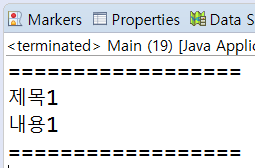 Markers Properties Data S
<terminated> Main (19) [Java Applic
==================
제목1
내용1
==================